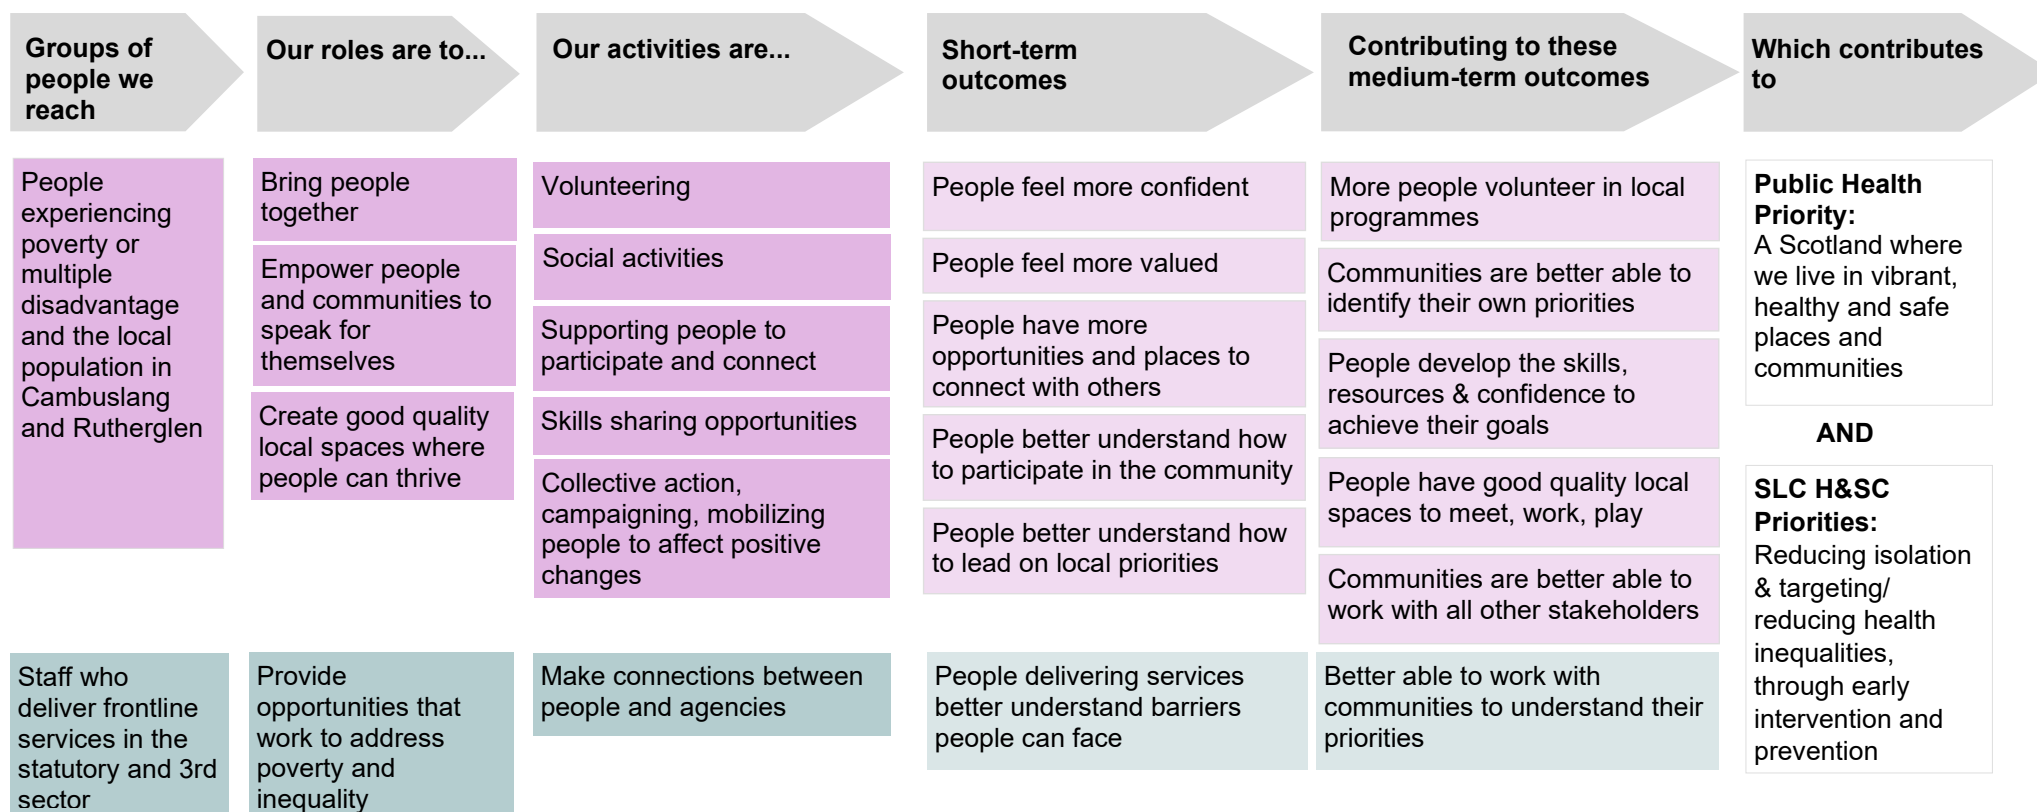 Groups of
people we
reach
Our roles are to...
Our activities are...
Short-term
outcomes
Contributing to these
medium-term outcomes
Which contributes
to
People
experiencing
poverty or
multiple
disadvantage
and the local
population in
Cambuslang
and Rutherglen
Bring people
together
Empower people
and communities to
speak for
themselves
Create good quality
local spaces where
people can thrive
Volunteering
Social activities
Supporting people to
participate and connect
Skills sharing opportunities
Collective action,
campaigning, mobilizing
people to affect positive
changes
People feel more confident
People feel more valued
People have more
opportunities and places to
connect with others
People better understand how
to participate in the community
People better understand how
to lead on local priorities
More people volunteer in local
programmes
Communities are better able to
identify their own priorities
People develop the skills,
resources & confidence to
achieve their goals
People have good quality local
spaces to meet, work, play
Communities are better able to
work with all other stakeholders
Public Health
Priority:
A Scotland where
we live in vibrant,
healthy and safe
places and
communities
AND
SLC H&SC
Priorities:
Reducing isolation
& targeting/
reducing health
inequalities,
through early
intervention and
prevention
Staff who
deliver frontline
services in the
statutory and 3rd
sector
Provide
opportunities that
work to address
poverty and
inequality
Make connections between
people and agencies
People delivering services
better understand barriers
people can face
Better able to work with
communities to understand their
priorities